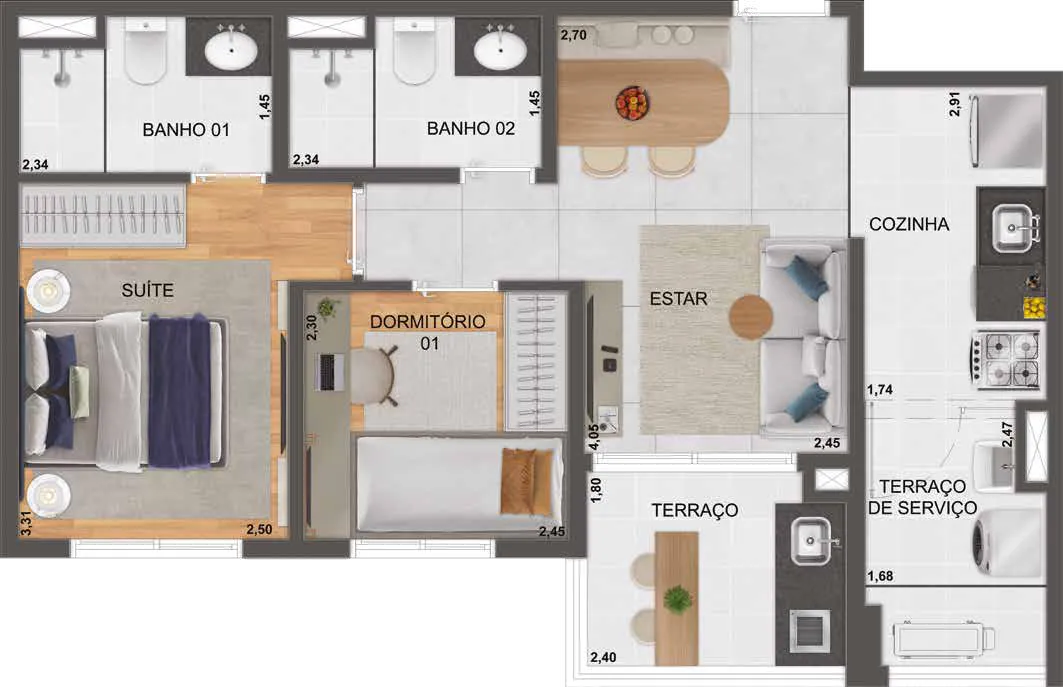 2,70
1,45
BANHO 01
2,34
1,45
BANHO 02
2,34
2,91
COZINHA
SUÍTE
ESTAR
2,30
DORMITÓRIO
01
1,74
4,05
2,45
2,47
3,31
2,50
2,45
1,80
TERRAÇO
TERRAÇO
DE SERVIÇO
1,68
2,40